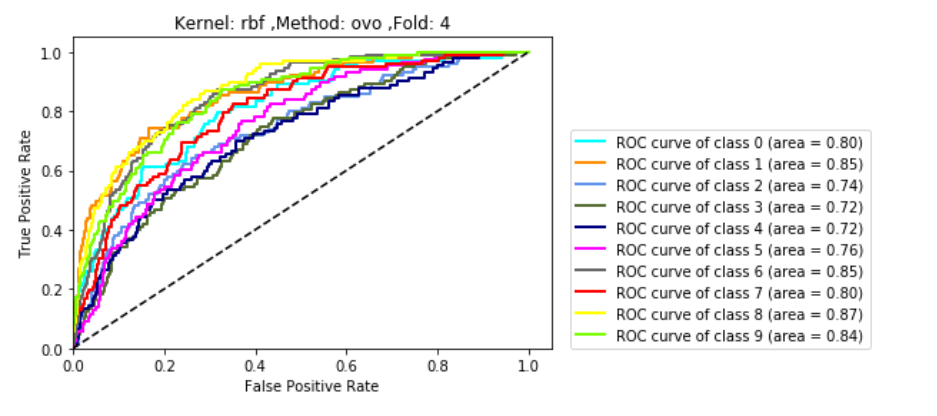 Kernel: rbf ,Method: ovo ,Fold: 4
1.0
0.8
0.6
0.4
0.2
0.0
True Positive Rate
0.0 0.2 0.4 0.6 0.8 1.0
False Positive Rate
ROC curve of class 0 (area = 0.80)
ROC curve of class 1 (area = 0.85)
ROC curve of class 2 (area = 0.74)
ROC curve of class 3 (area = 0.72)
ROC curve of class 4 (area = 0.72)
ROC curve of class 5 (area = 0.76)
ROC curve of class 6 (area = 0.85)
ROC curve of class 7 (area = 0.80)
ROC curve of class 8 (area = 0.87)
ROC curve of class 9 (area = 0.84)